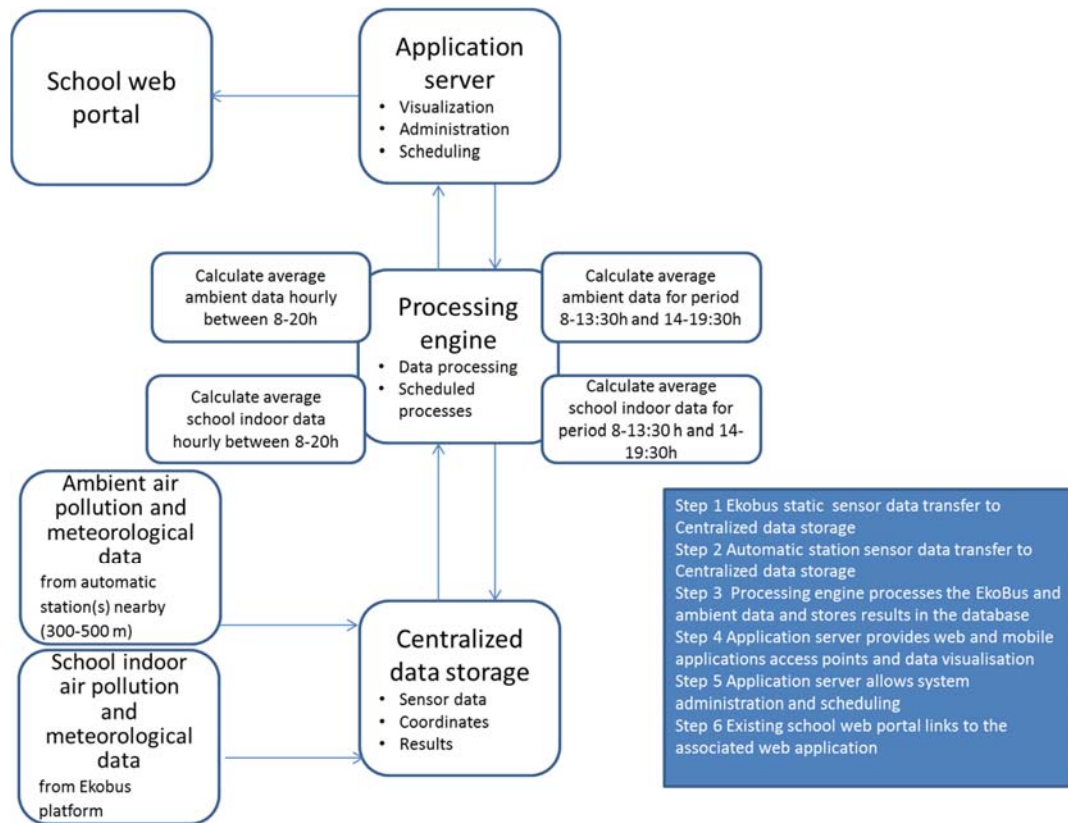 School web
portal
Application
server
• Visualization
• Administration
• Scheduling
Calculate average
ambient data hourly
between 8-20h
Processing
engine
• Data processing
• Scheduled
processes
Calculate average
ambient data for period
8-13:30h and 14-19:30h
Calculate average
school indoor data
hourly between 8-20h
Calculate average
school indoor data for
period 8-13:30 h and 14-
19:30h
Ambient air
pollution and
meteorological
data
from automatic
station(s) nearby
(300-500 m)
School indoor
air pollution
and
meteorological
data
from Ekobus
platform
Centralized
data storage
• Sensor data
• Coordinates
• Results
Step 1 Ekobus static sensor data transfer to
Centralized data storage
Step 2 Automatic station sensor data transfer to
Centralized data storage
Step 3 Processing engine processes the EkoBus and
ambient data and stores results in the database
Step 4 Application server provides web and mobile
applications access points and data visualisation
Step 5 Application server allows system
administration and scheduling
Step 6 Existing school web portal links to the
associated web application